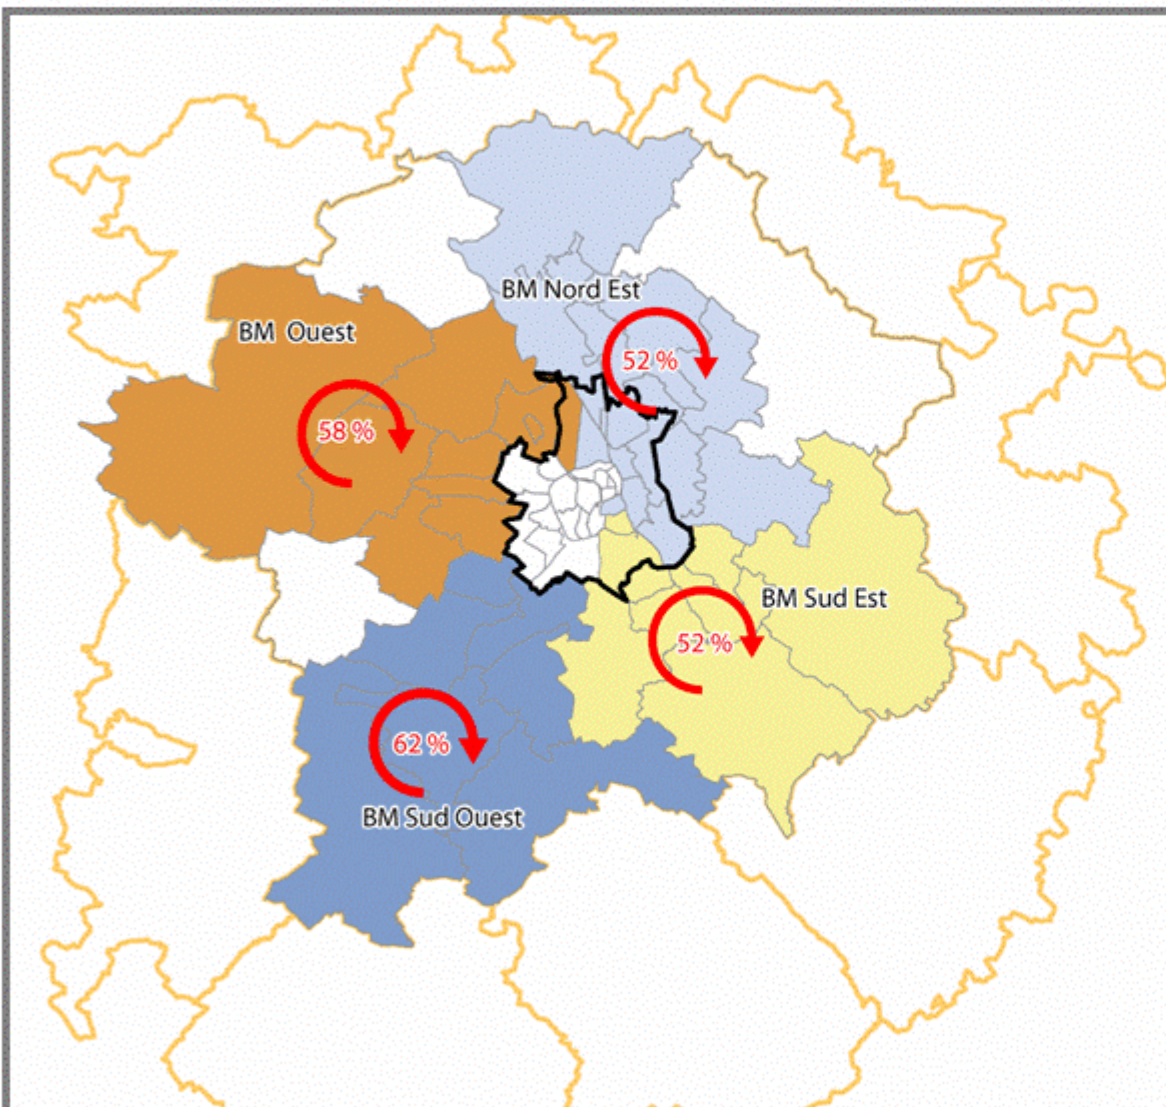 BM Nord Est
52 %
BM Ouest
58 %
BM Sud Est
52 %
62 %
BM Sud Ouest